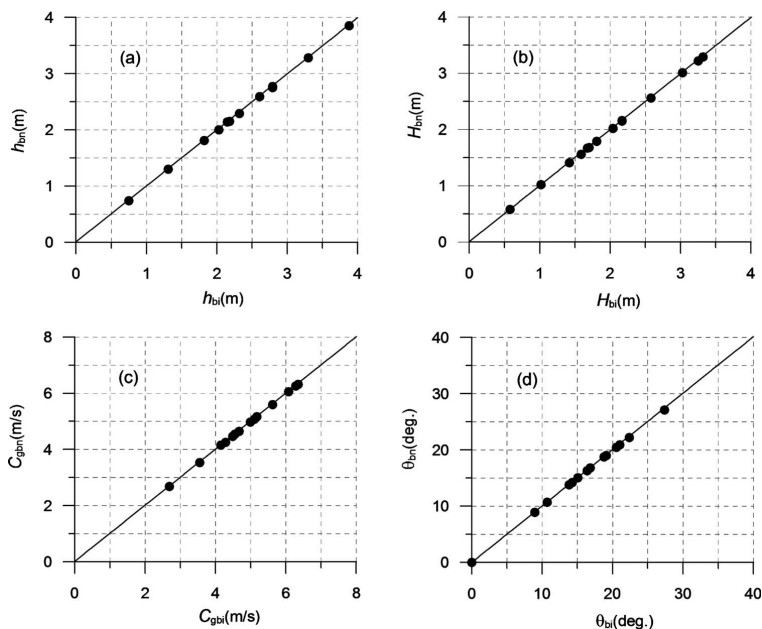 4
3
2
1
0
(a)
h_bn(m)
0 1 2 3 4
h_bi(m)
4
3
2
1
0
(b)
H_bn(m)
0 1 2 3 4
H_bi(m)
8
6
4
2
0
(c)
C_gbn(m/s)
0 2 4 6 8
C_gbi(m/s)
40
30
20
10
0
(d)
θ_bn(deg.)
0 10 20 30 40
θ_bi(deg.)